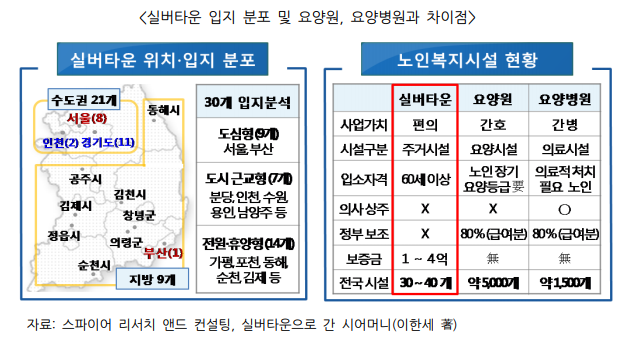 <실버타운 입지 분포 및 요양원, 요양병원과 차이점>
실버타운 위치·입지 분포
수도권 21개
서울(8)
인천(2) 경기도(11)
동해시
공주시
김천시
김제시
창녕군
정읍시
의령군
부산(1)
순천시
지방 9개
30개 입지분석
도심형(9개)
서울, 부산
도시 근교형(7개)
분당, 인천, 수원,
용인, 남양주 등
전원·휴양형(14개)
가평, 포천, 동해,
순천, 김제 등
노인복지시설 현황
실버타운 요양원 요양병원
사업가치 편의 간호 간병
시설구분 주거시설 요양시설 의료시설
입소자격 60세 이상 노인 장기 요양등급 要 의료적 처치 필요 노인
의사 상주 X X ○
정부 보조 X 80% (급여분) 80% (급여분)
보증금 1 ~ 4억 無 無
전국 시설 30 ~ 40 개 약 5,000개 약 1,500개
자료: 스파이어 리서치 앤드 컨설팅, 실버타운으로 간 시어머니(이한세 著)